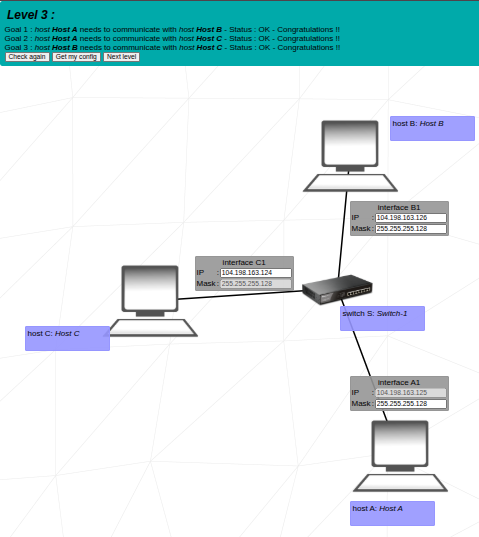 Level 3 :
Goal 1 : host Host A needs to communicate with host Host B - Status : OK - Congratulations !!
Goal 2 : host Host A needs to communicate with host Host C - Status : OK - Congratulations !!
Goal 3 : host Host B needs to communicate with host Host C - Status : OK - Congratulations !!
Check again Get my config Next level
host B: Host B
interface B1
IP : 104.198.163.126
Mask : 255.255.255.128
interface C1
IP : 104.198.163.124
Mask : 255.255.255.128
switch S: Switch-1
host C: Host C
interface A1
IP : 104.198.163.125
Mask : 255.255.255.128
host A: Host A